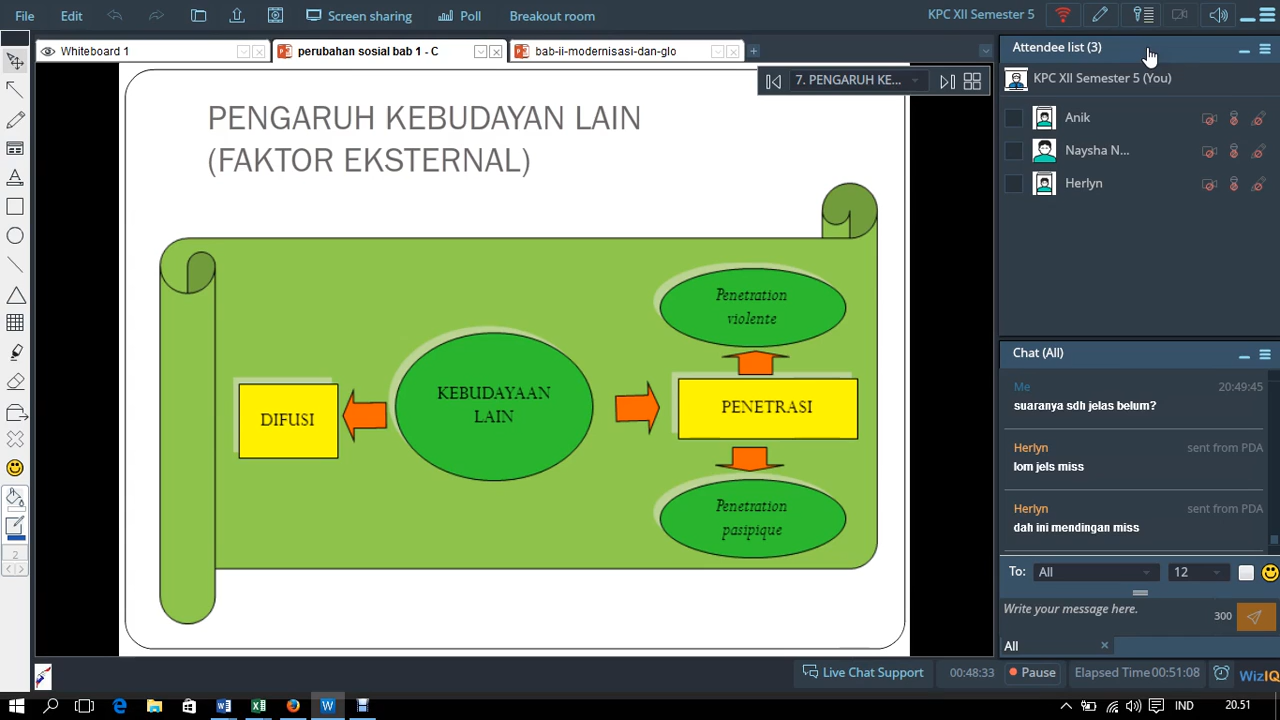 File Edit Screen sharing Poll Breakout room KPC XII Semester 5
Whiteboard 1 perubahan sosial bab 1 - C bab-ii-modernisasi-dan-glo
7. PENGARUH KE...
PENGARUH KEBUDAYAN LAIN
(FAKTOR EKSTERNAL)
Penetration
violente
KEBUDAYAAN
LAIN
DIFUSI
PENETRASI
Penetration
pasipique
Attendee list (3)
KPC XII Semester 5 (You)
Anik
Naysha N...
Herlyn
Chat (All)
Me 20:49:45
suaranya sdh jelas belum?
Herlyn sent from PDA
lom jels miss
Herlyn sent from PDA
dah ini mendingan miss
To: All 12
Write your message here. 300
All
2
Live Chat Support 00:48:33 Pause Elapsed Time 00:51:08 WizIQ
IND 20.51